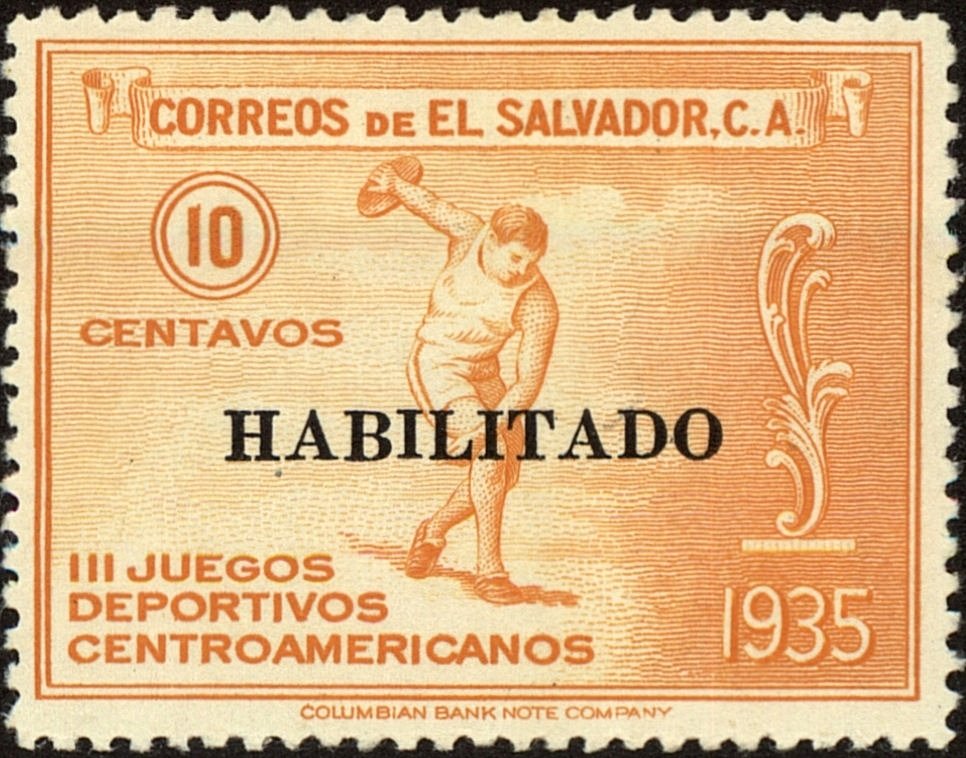 CORREOS DE EL SALVADOR, C.A.
10
CENTAVOS
HABILITADO
III JUEGOS
DEPORTIVOS
CENTROAMERICANOS
1935
COLUMBIAN BANK NOTE COMPANY